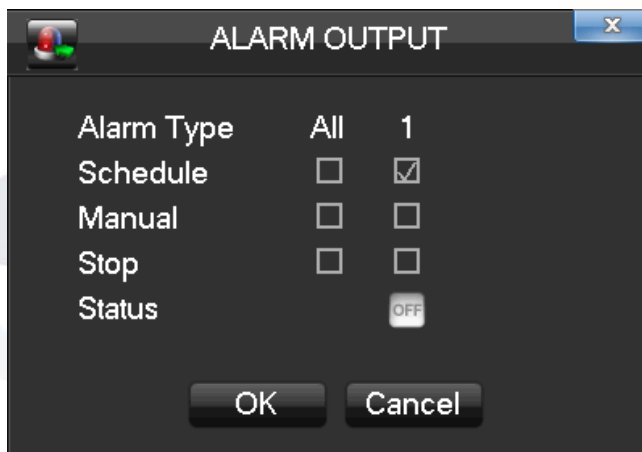 ALARM OUTPUT
x
Alarm Type All 1
Schedule
Manual
Stop
Status OFF
OK Cancel